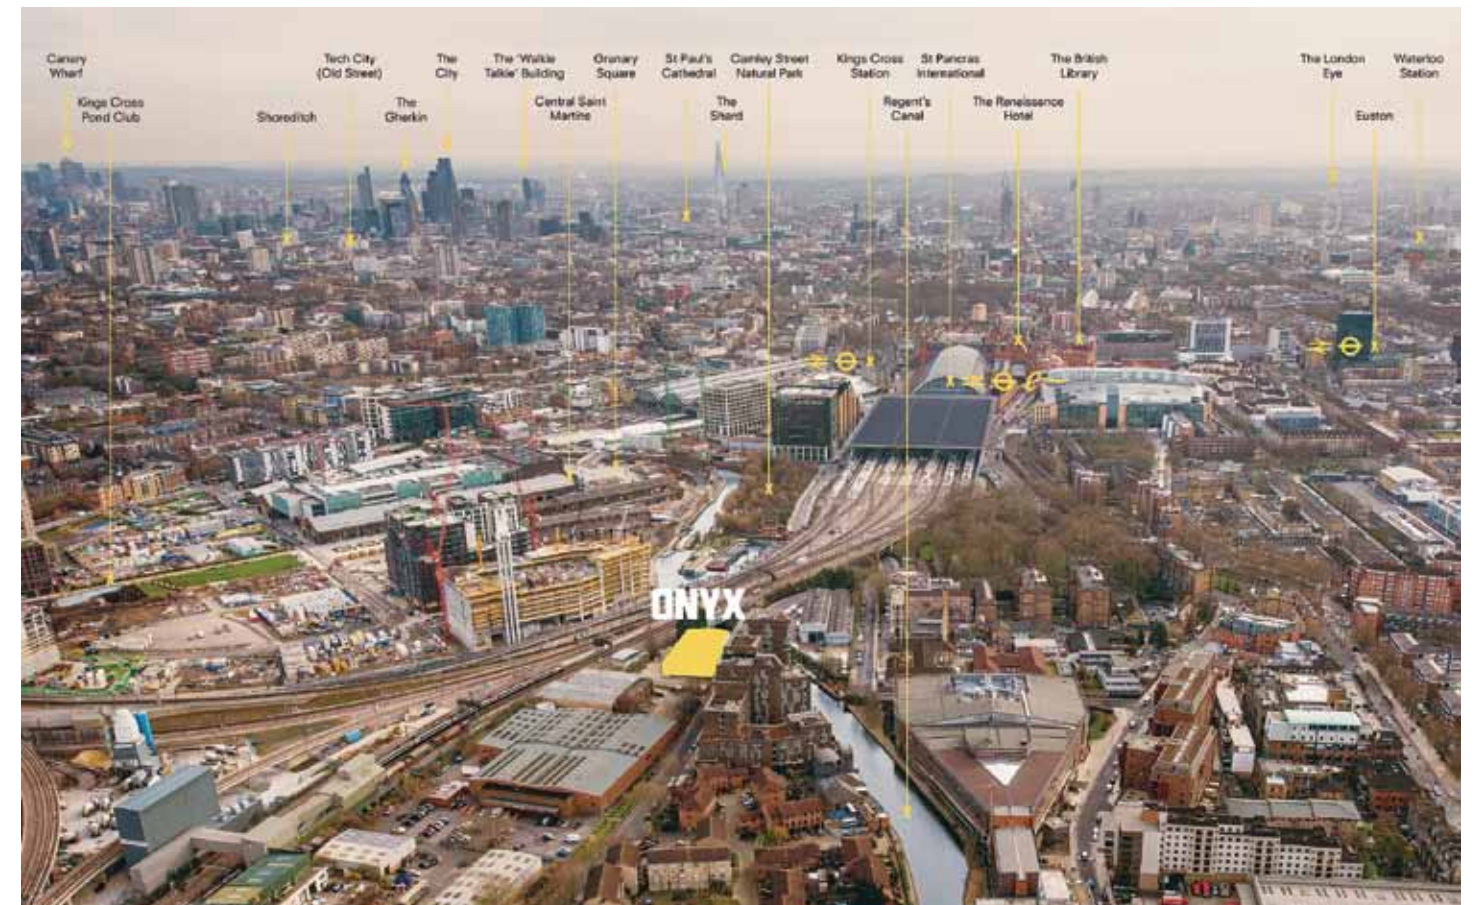 Canary
Wharf
Kings Cross
Pond Club
Shoreditch
Tech City
(Old Street)
The
Gherkin
The
City
The 'Walkie
Talkie' Building
Central Saint
Martins
Granary
Square
St Paul's
Cathedral
The
Shard
Camley Street
Natural Park
Kings Cross
Station
Regent's
Canal
St Pancras
International
The Renaissance
Hotel
The British
Library
The London
Eye
Euston
Waterloo
Station
ONYX